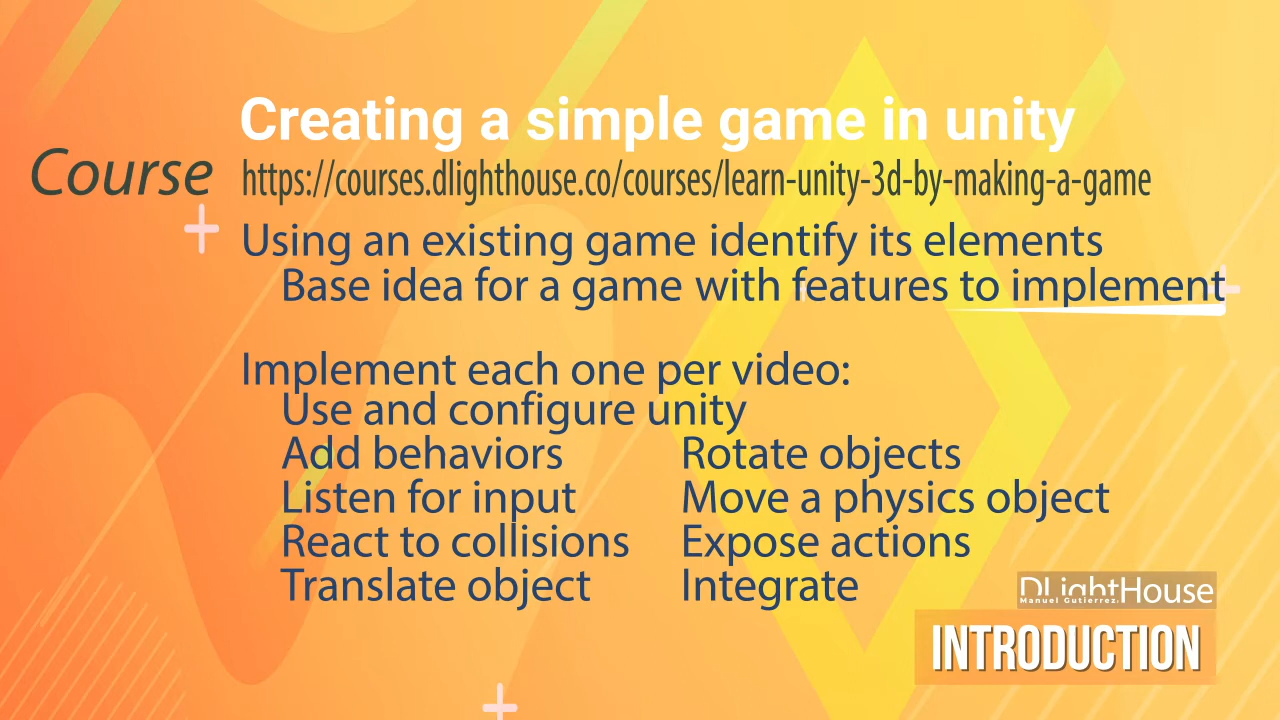 Creating a simple game in unity
Course https://courses.dlighthouse.co/courses/learn-unity-3d-by-making-a-game
Using an existing game identify its elements
Base idea for a game with features to implement
Implement each one per video:
Use and configure unity
Add behaviors
Listen for input
React to collisions
Translate object
Rotate objects
Move a physics object
Expose actions
Integrate
DLightHouse
Manuel Gutierrez.
INTRODUCTION